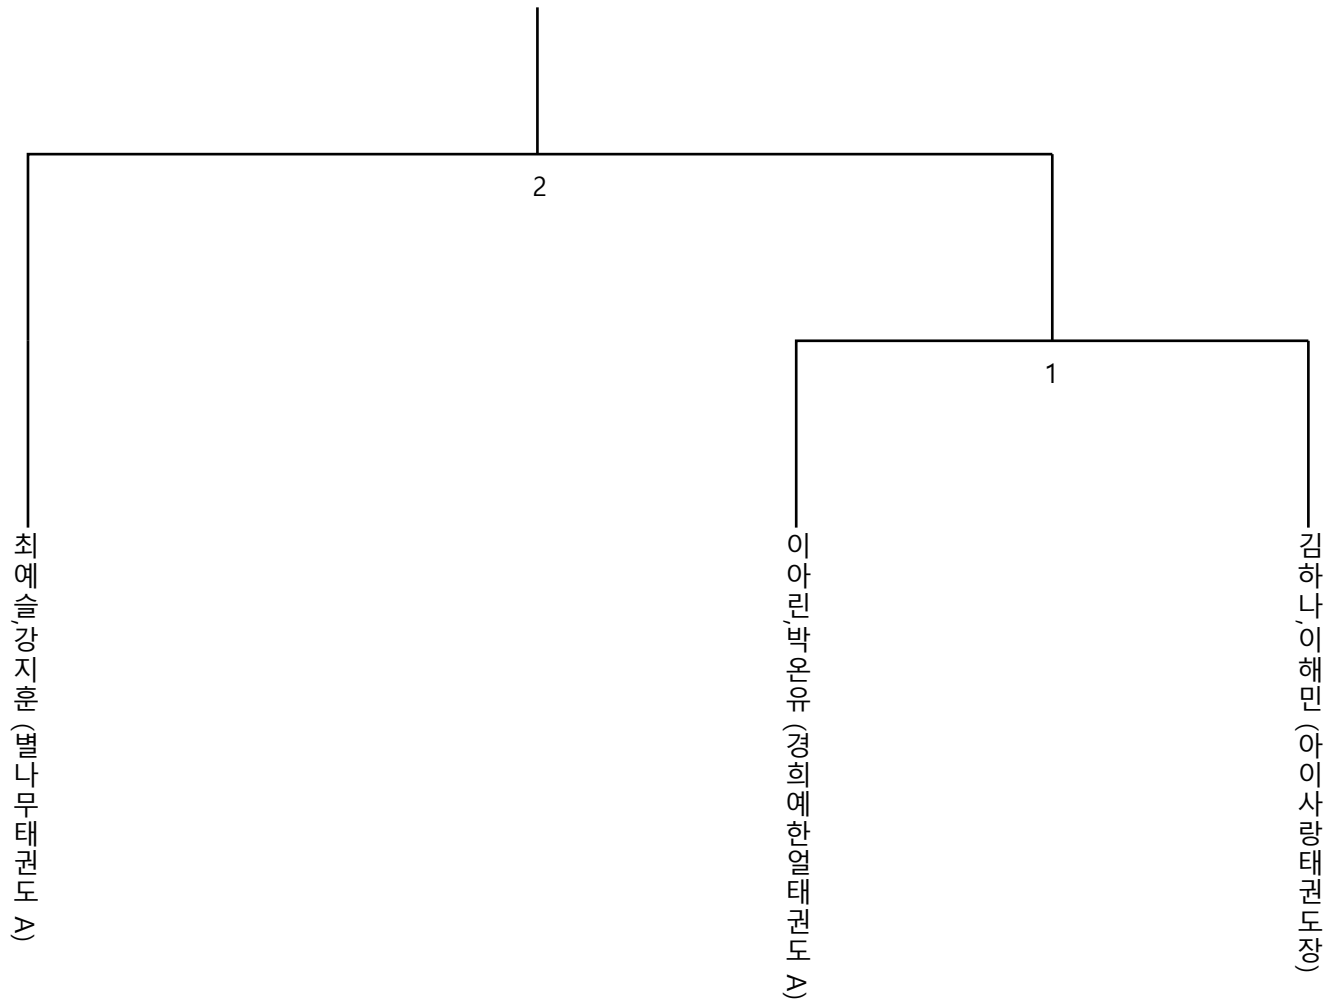 2
1
최예슬,강지훈 (별나무태권도 A)
이아린,박온유 (경희예한얼태권도 A)
김하나,이해민 (아이사랑태권도장)